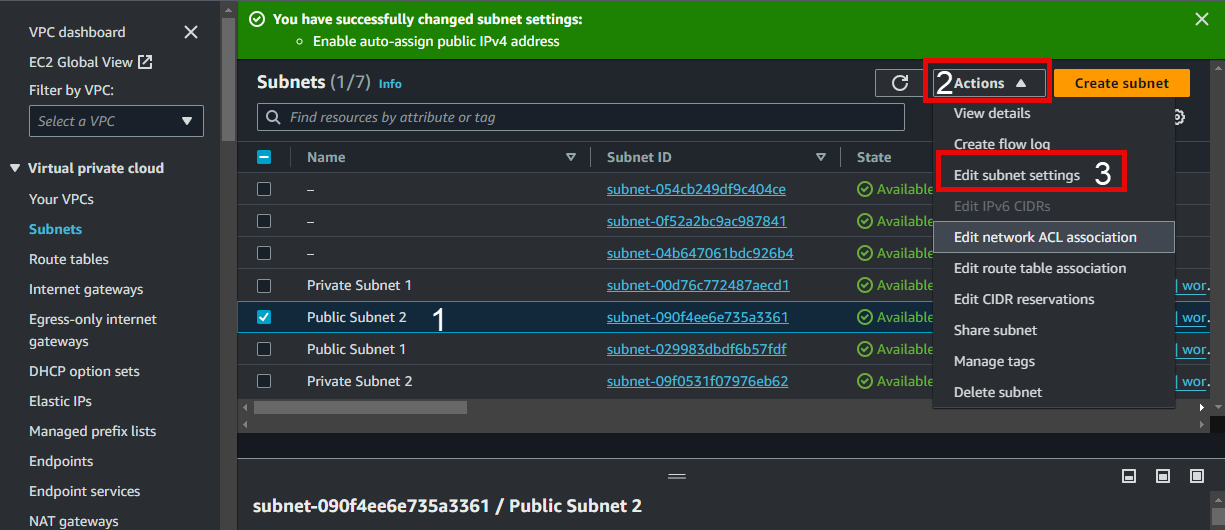 You have successfully changed subnet settings:
Enable auto-assign public IPv4 address
VPC dashboard
EC2 Global View
Filter by VPC:
Select a VPC
Virtual private cloud
Your VPCs
Subnets
Route tables
Internet gateways
Egress-only internet
gateways
DHCP option sets
Elastic IPs
Managed prefix lists
Endpoints
Endpoint services
NAT gateways
Subnets (1/7) Info
2 Actions
Create subnet
Find resources by attribute or tag
Name Subnet ID State
– subnet-054cb249df9c404ce Available
– subnet-0f52a2bc9ac987841 Available
– subnet-04b647061bdc926b4 Available
Private Subnet 1 subnet-00d76c772487aecd1 Available | wor...
Public Subnet 2 1 subnet-090f4ee6e735a3361 Available | wor...
Public Subnet 1 subnet-029983dbdf6b57fdf Available | wor...
Private Subnet 2 subnet-09f0531f07976eb62 Available | wor...
View details
Create flow log
Edit subnet settings 3
Edit IPv6 CIDRs
Edit network ACL association
Edit route table association
Edit CIDR reservations
Share subnet
Manage tags
Delete subnet
subnet-090f4ee6e735a3361 / Public Subnet 2